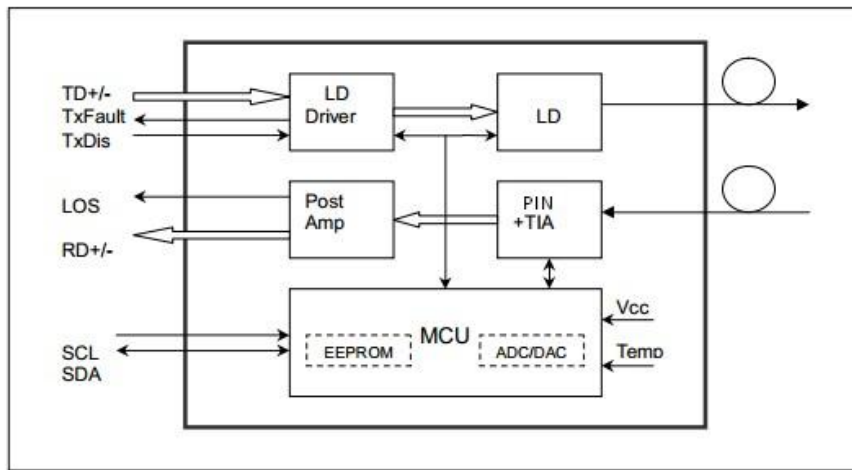 TD+/-
TxFault
TxDis
LD
Driver
LD
LOS
RD+/-
Post
Amp
PIN
+TIA
SCL
SDA
MCU
EEPROM
ADC/DAC
Vcc
Temp